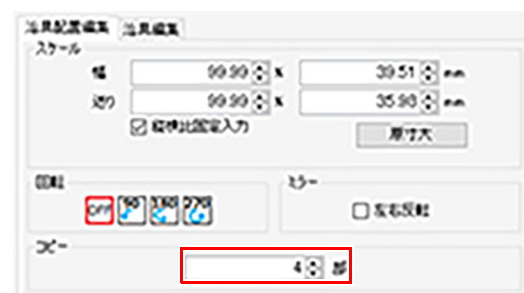 治具配置編集 治具編集
スケール
幅 99.99 % 39.51 mm
送り 99.99 % 35.98 mm
縦横比固定入力 原寸大
回転 ミラー
OFF 90 180 270 左右反転
コピー
4 部